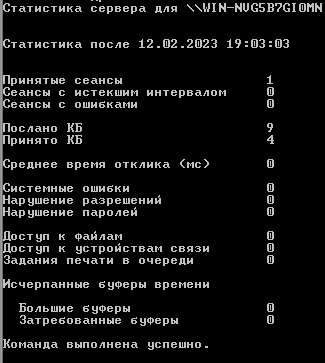 Статистика сервера для \\WIN-NVG5B7GI0MN
Статистика после 12.02.2023 19:03:03
Принятые сеансы 1
Сеансы с истекшим интервалом 0
Сеансы с ошибками 0
Послано КБ 9
Принято КБ 4
Среднее время отклика (мс) 0
Системные ошибки 0
Нарушение разрешений 0
Нарушение паролей 0
Доступ к файлам 0
Доступ к устройствам связи 0
Задания печати в очереди 0
Исчерпанные буферы времени
Большие буферы 0
Затребованные буферы 0
Команда выполнена успешно.